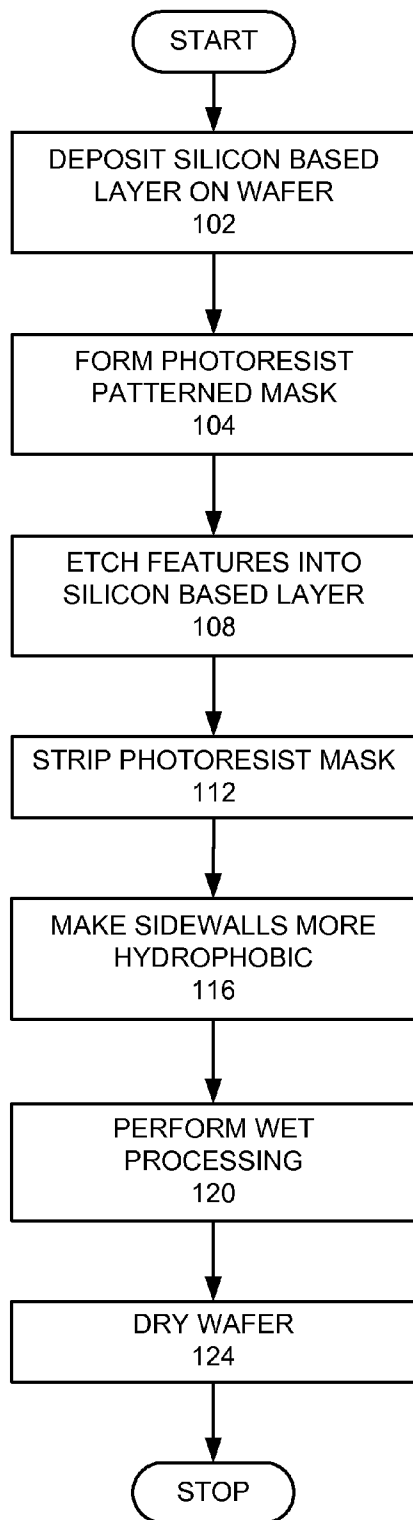 START
DEPOSIT SILICON BASED
LAYER ON WAFER
102
FORM PHOTORESIST
PATTERNED MASK
104
ETCH FEATURES INTO
SILICON BASED LAYER
108
STRIP PHOTORESIST MASK
112
MAKE SIDEWALLS MORE
HYDROPHOBIC
116
PERFORM WET
PROCESSING
120
DRY WAFER
124
STOP